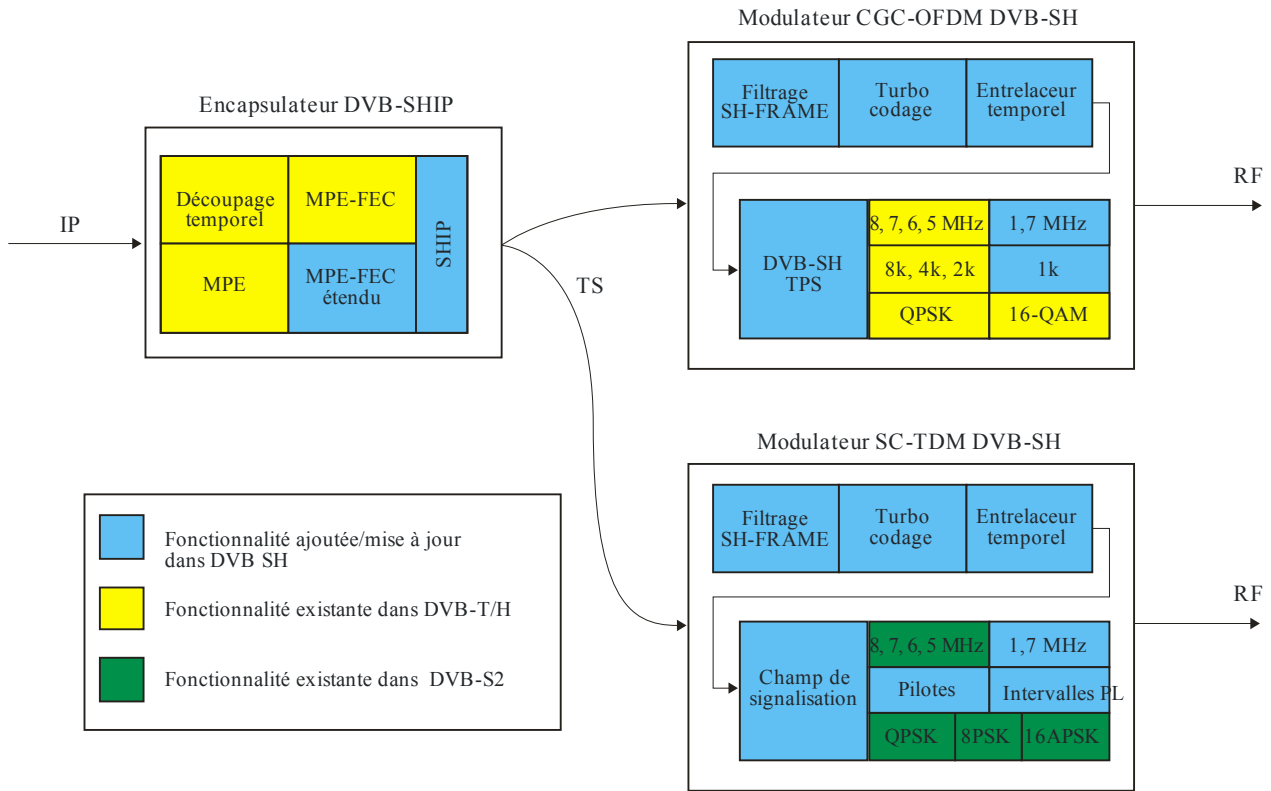 Modulateur CGC-OFDM DVB-SH
Filtrage
SH-FRAME
Turbo
codage
Entrelaceur
temporel
Encapsulateur DVB-SHIP
IP
Découpage
temporel
MPE-FEC
MPE
MPE-FEC
étendu
SHIP
TS
RF
DVB-SH
TPS
8, 7, 6, 5 MHz
1,7 MHz
8k, 4k, 2k
1k
QPSK
16-QAM
Modulateur SC-TDM DVB-SH
Filtrage
SH-FRAME
Turbo
codage
Entrelaceur
temporel
RF
Champ de
signalisation
8, 7, 6, 5 MHz
1,7 MHz
Pilotes
Intervalles PL
QPSK
8PSK
16APSK
Fonctionnalité ajoutée/mise à jour
dans DVB SH
Fonctionnalité existante dans DVB-T/H
Fonctionnalité existante dans DVB-S2